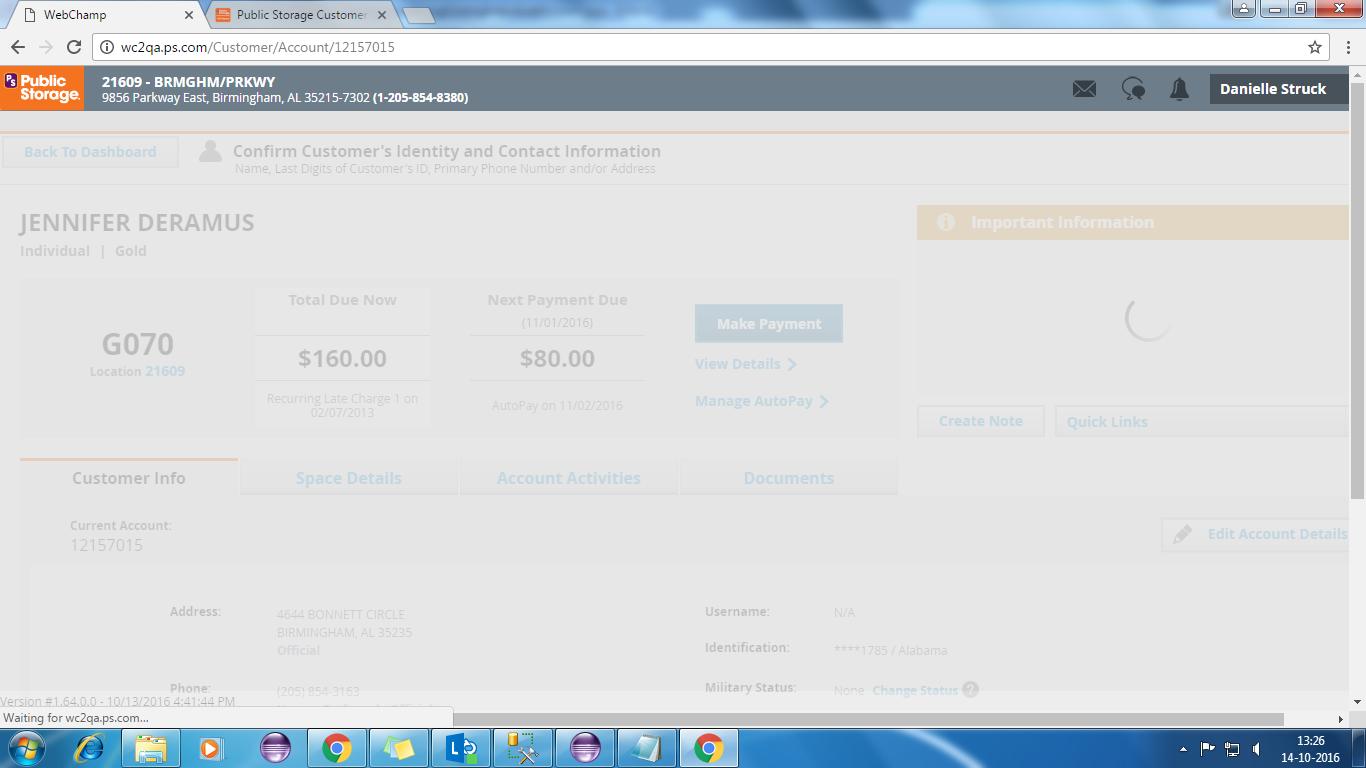 WebChamp
Public Storage Customer
wc2qa.ps.com/Customer/Account/12157015
PS Public Storage.
21609 - BRMGHM/PRKWY
9856 Parkway East, Birmingham, AL 35215-7302 (1-205-854-8380)
Danielle Struck
Back To Dashboard
Confirm Customer's Identity and Contact Information
Name, Last Digits of Customer's ID, Primary Phone Number and/or Address
JENNIFER DERAMUS
Individual | Gold
Important Information
G070
Location 21609
Total Due Now
$160.00
Recurring Late Charge 1 on
02/07/2013
Next Payment Due
(11/01/2016)
$80.00
AutoPay on 11/02/2016
Make Payment
View Details
Manage AutoPay
Create Note
Quick Links
Customer Info
Space Details
Account Activities
Documents
Current Account:
12157015
Edit Account Details
Address:
4644 BONNETT CIRCLE
BIRMINGHAM, AL 35235
Official
Phone:
(205) 854-3163
Username:
N/A
Identification:
****1785 / Alabama
Military Status:
None Change Status ?
Version #1.64.0.0 - 10/13/2016 4:41:44 PM
Waiting for wc2qa.ps.com...
13:26
14-10-2016